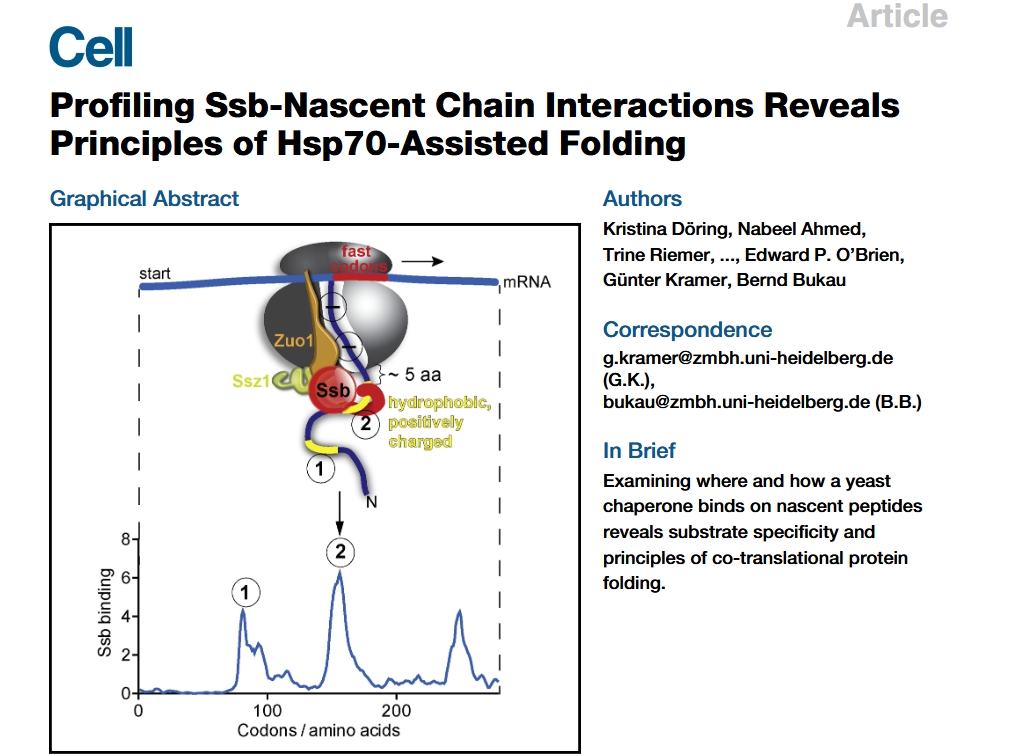 Article
Cell
Profiling Ssb-Nascent Chain Interactions Reveals
Principles of Hsp70-Assisted Folding
Graphical Abstract
fast
codons
start
mRNA
Zuo1
Ssz1
Ssb
~ 5 aa
hydrophobic,
positively
charged
2
1
N
2
1
8
6
4
2
0
Ssb binding
0 100 200
Codons / amino acids
Authors
Kristina Döring, Nabeel Ahmed,
Trine Riemer, ..., Edward P. O’Brien,
Günter Kramer, Bernd Bukau
Correspondence
g.kramer@zmbh.uni-heidelberg.de
(G.K.),
bukau@zmbh.uni-heidelberg.de (B.B.)
In Brief
Examining where and how a yeast
chaperone binds on nascent peptides
reveals substrate specificity and
principles of co-translational protein
folding.